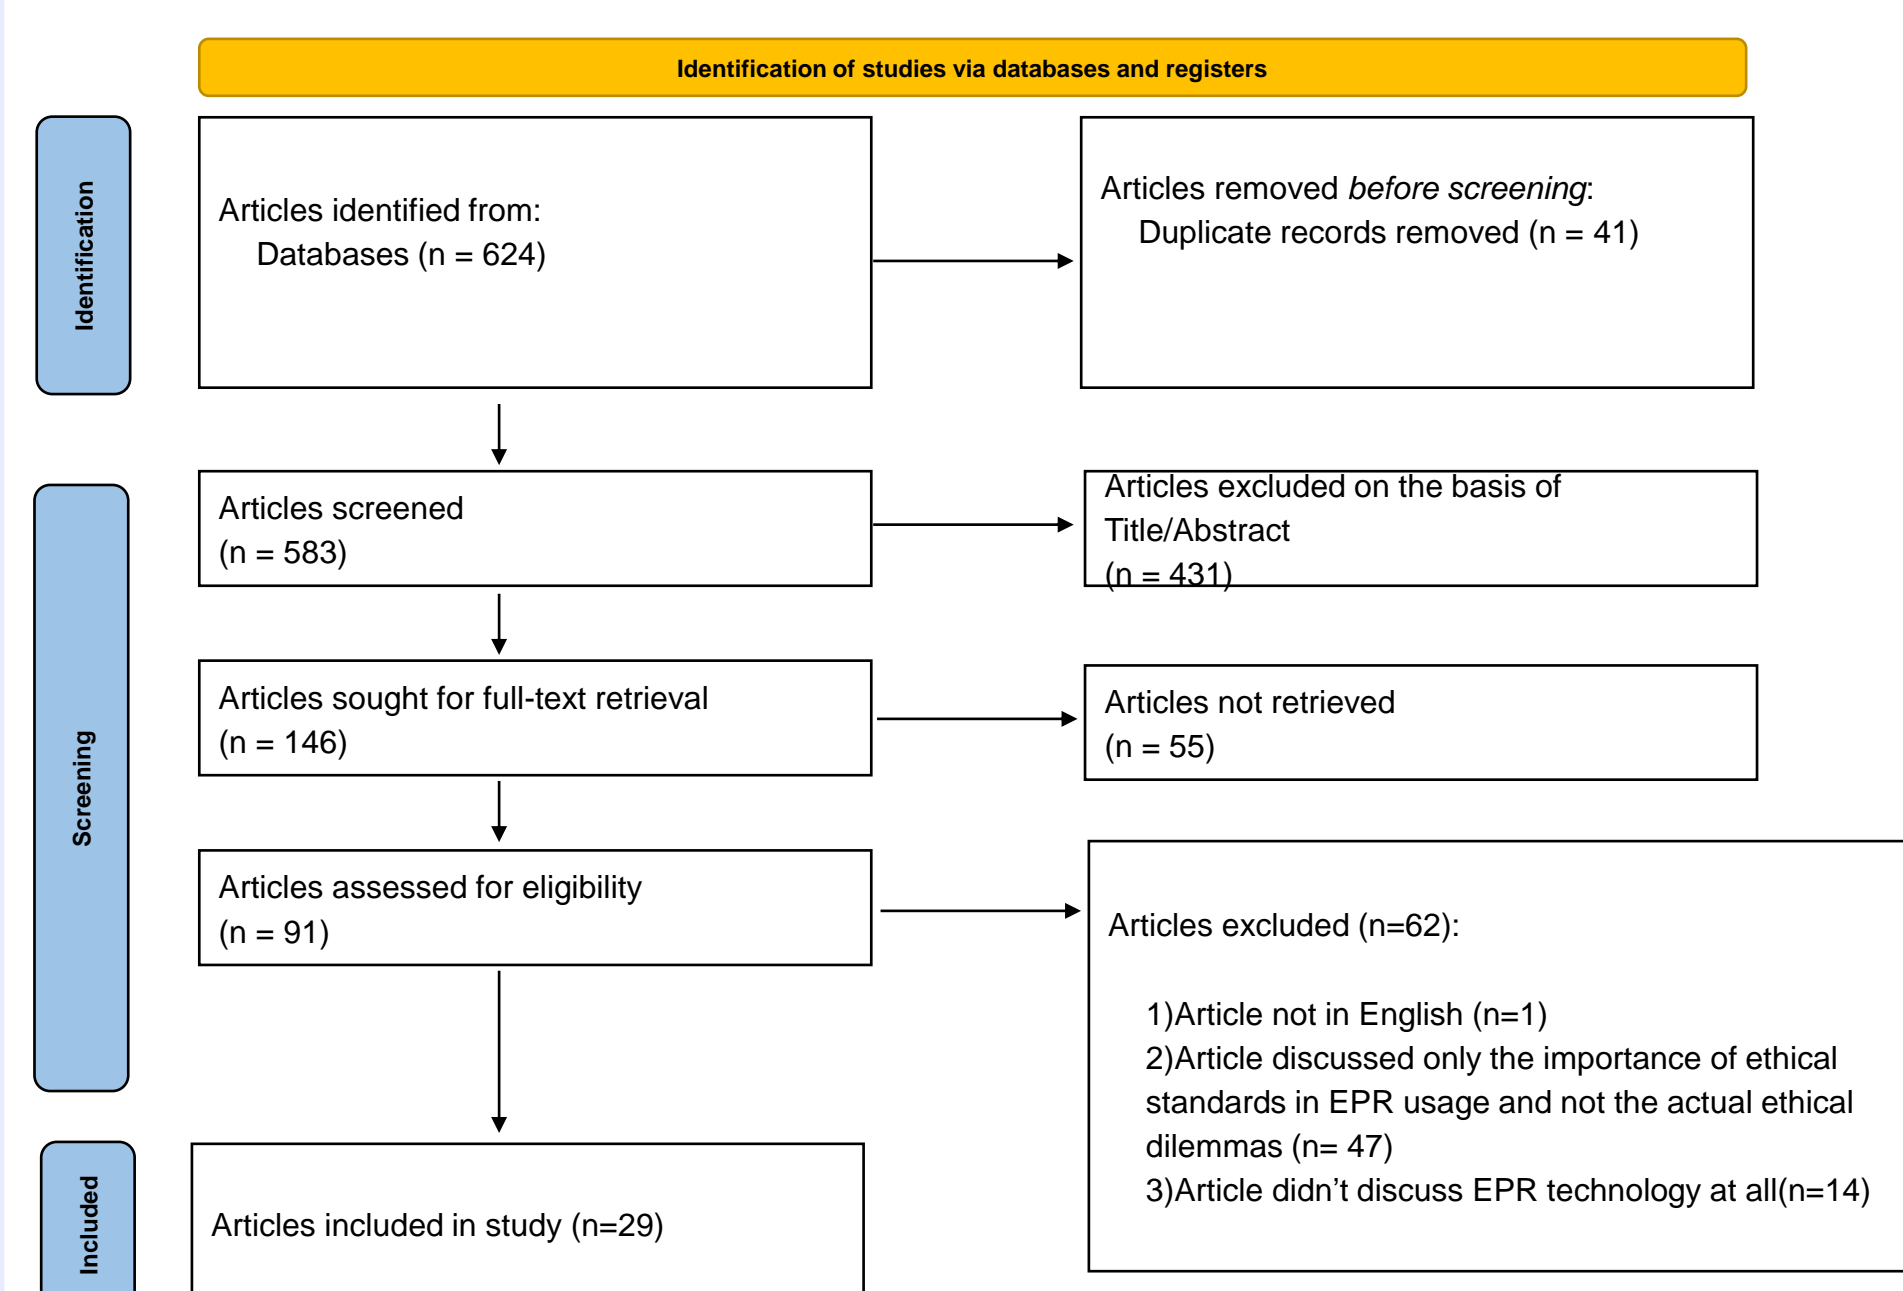 Identification of studies via databases and registers
Identification
Articles identified from:
Databases (n = 624)
Articles removed before screening:
Duplicate records removed (n = 41)
Screening
Articles screened
(n = 583)
Articles excluded on the basis of
Title/Abstract
(n = 431)
Articles sought for full-text retrieval
(n = 146)
Articles not retrieved
(n = 55)
Articles assessed for eligibility
(n = 91)
Articles excluded (n=62):
1)Article not in English (n=1)
2)Article discussed only the importance of ethical
standards in EPR usage and not the actual ethical
dilemmas (n= 47)
3)Article didn’t discuss EPR technology at all(n=14)
Included
Articles included in study (n=29)